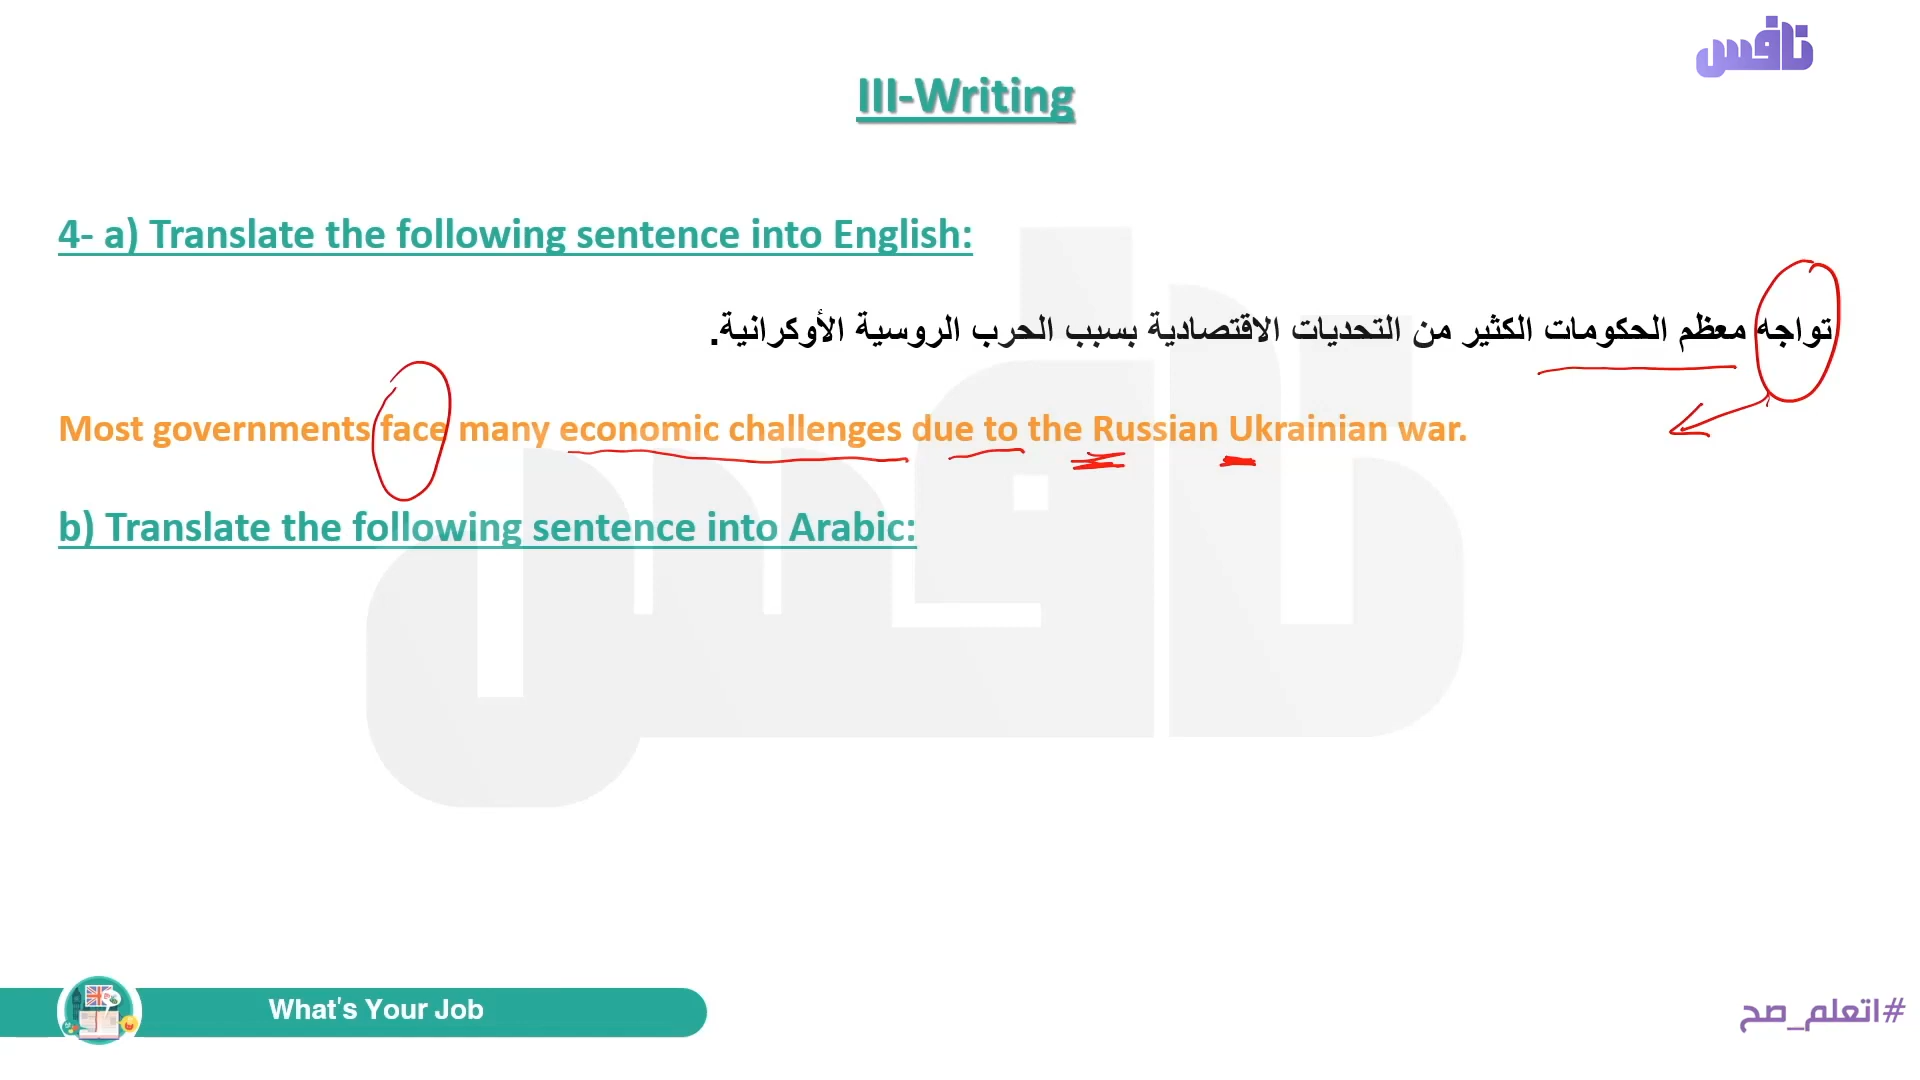 نافس
III-Writing
4- a) Translate the following sentence into English:
تواجه معظم الحكومات الكثير من التحديات الاقتصادية بسبب الحرب الروسية الأوكرانية.
Most governments face many economic challenges due to the Russian Ukrainian war.
b) Translate the following sentence into Arabic:
What's Your Job
#اتعلم_صح